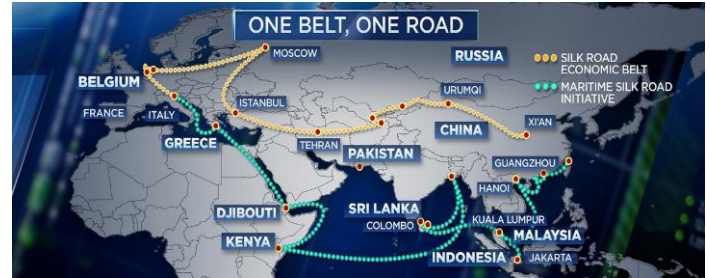 ONE BELT, ONE ROAD
MOSCOW
RUSSIA
SILK ROAD
ECONOMIC BELT
MARITIME SILK ROAD
INITIATIVE
BELGIUM
URUMQI
FRANCE
ITALY
ISTANBUL
XI'AN
CHINA
GREECE
TEHRAN
PAKISTAN
GUANGZHOU
HANOI
DJIBOUTI
SRI LANKA
COLOMBO
KUALA LUMPUR
MALAYSIA
KENYA
INDONESIA
JAKARTA